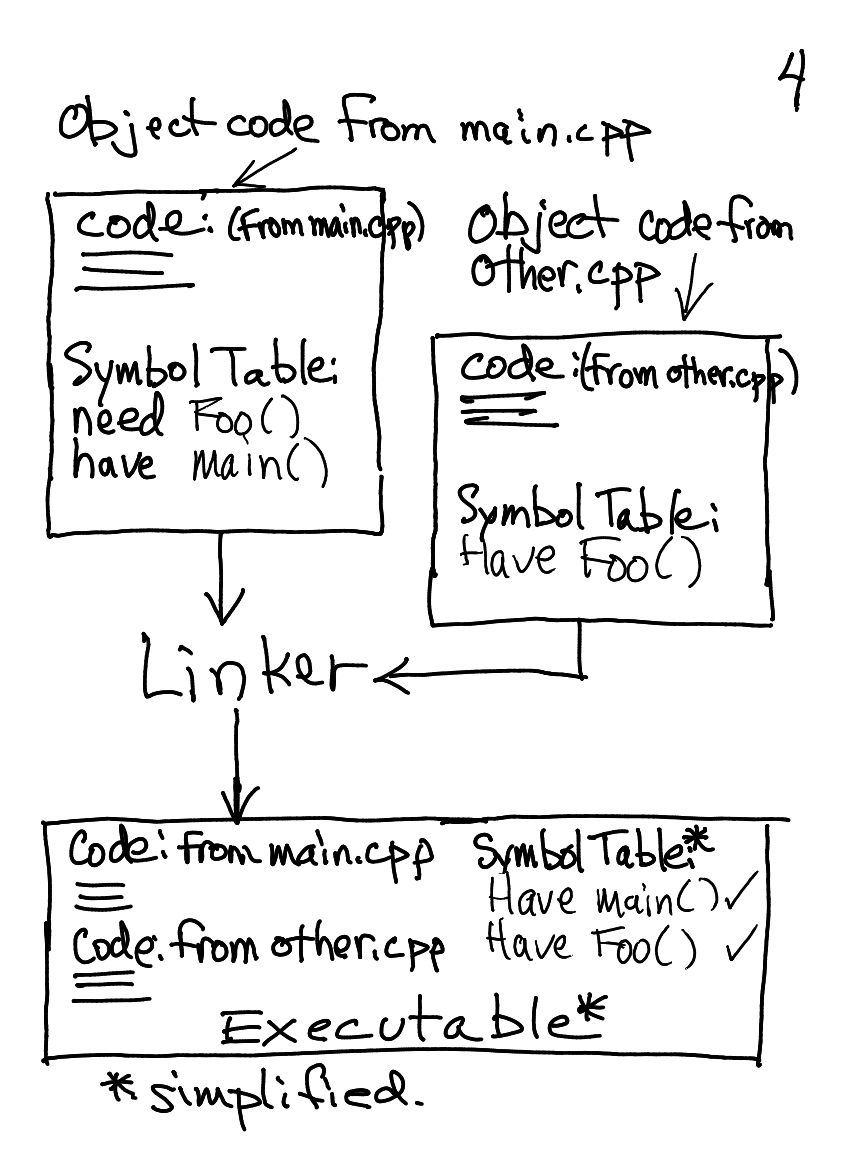 4
Object code from main.cpp
code: (from main.cpp)
Symbol Table:
need Foo()
have main()
Object code from
Other.cpp
code: (from other.cpp)
Symbol Table:
Have Foo()
Linker
Code: from main.cpp
Code: from other.cpp
Symbol Table:*
Have main() ✓
Have Foo() ✓
Executable*
* simplified.